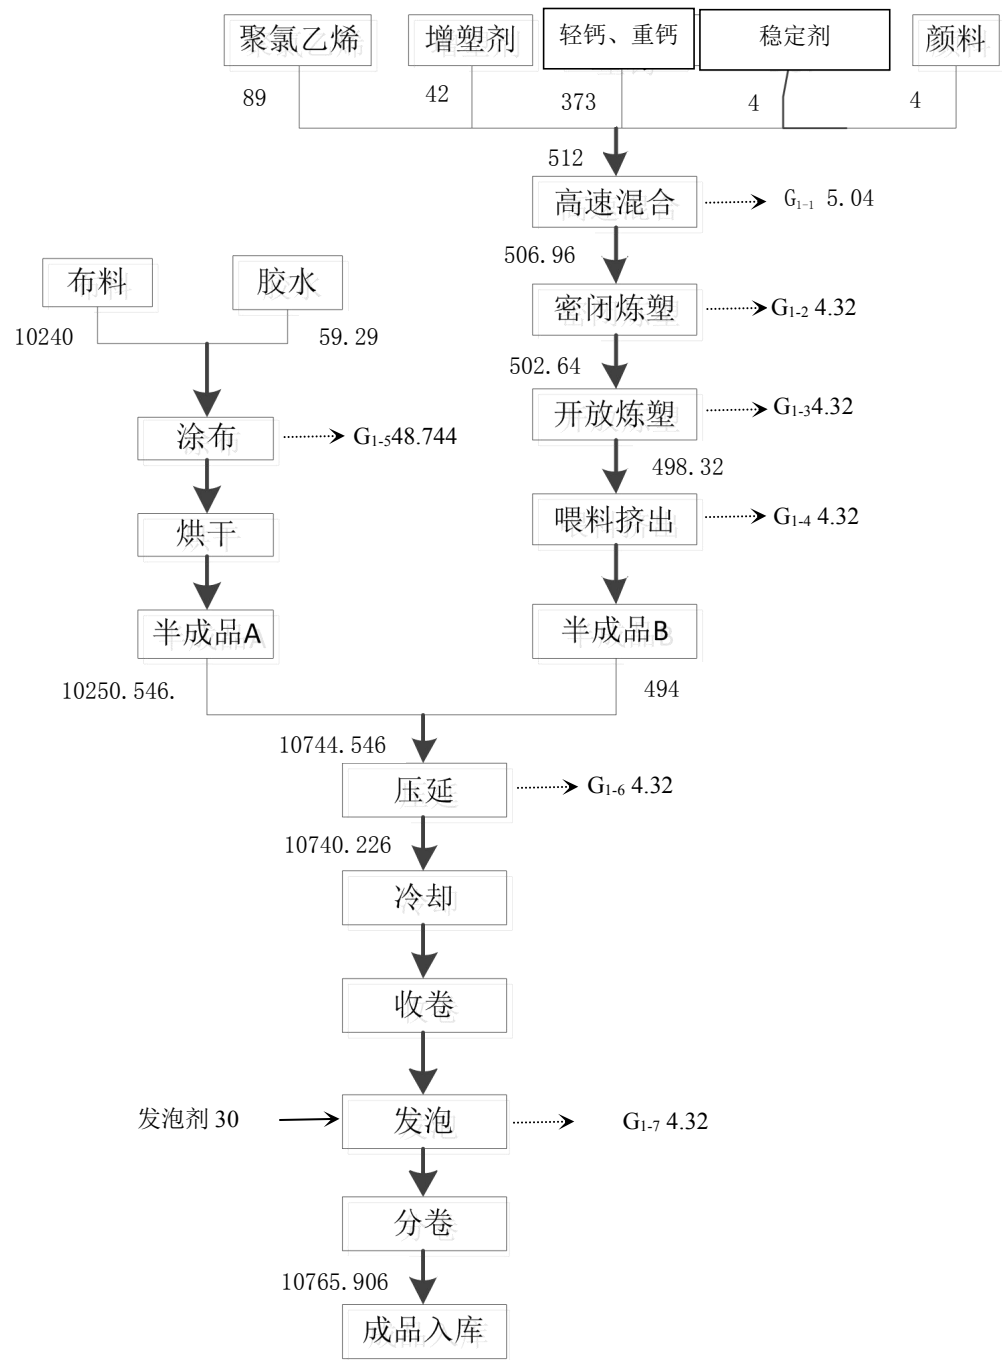 聚氯乙烯 增塑剂 轻钙、重钙 稳定剂 颜料
89 42 373 4 4
512
高速混合 G1-1 5.04
506.96
布料 胶水
密闭炼塑 G1-2 4.32
10240 59.29
502.64
开放炼塑 G1-34.32
涂布 G1-548.744
498.32
喂料挤出 G1-4 4.32
烘干
半成品A 半成品B
10250.546. 494
10744.546
压延 G1-6 4.32
10740.226
冷却
收卷
发泡剂 30 发泡 G1-7 4.32
分卷
10765.906
成品入库